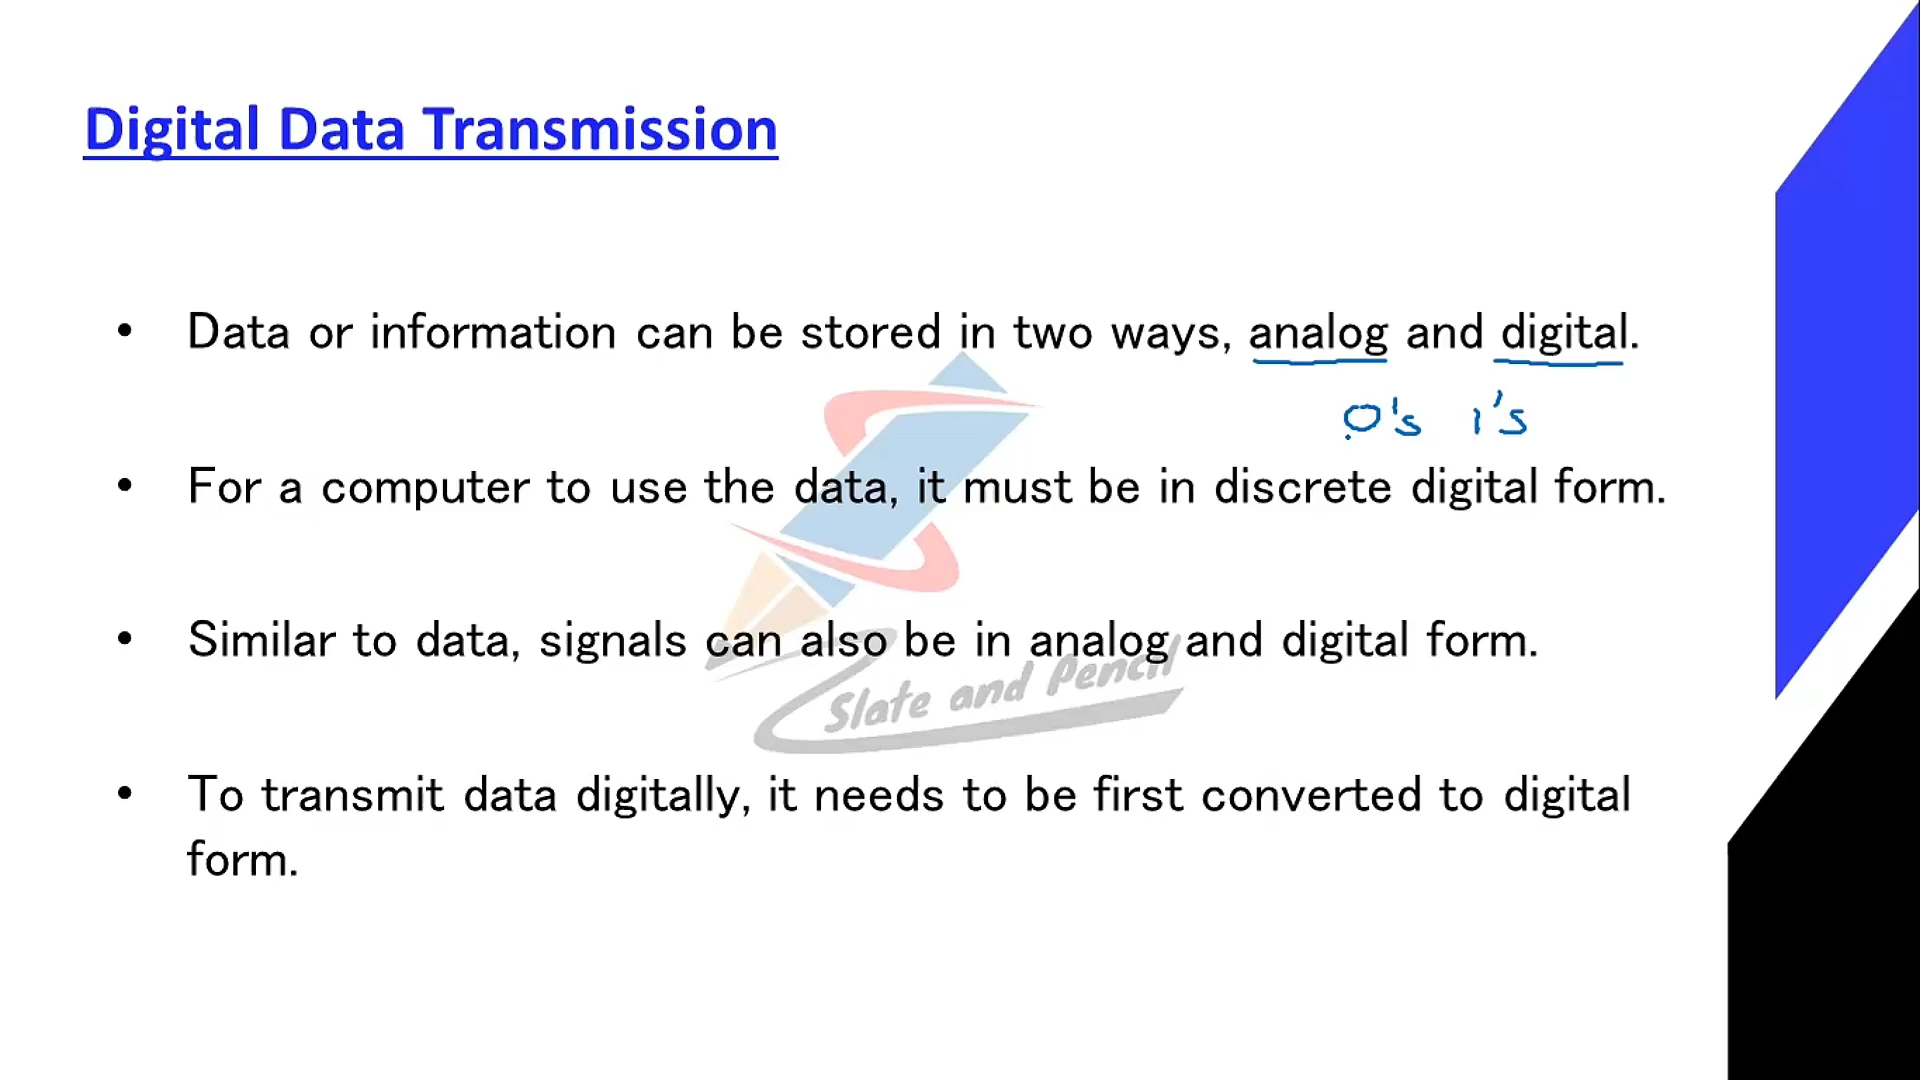 Digital Data Transmission
• Data or information can be stored in two ways, analog and digital.
0's 1's
• For a computer to use the data, it must be in discrete digital form.
• Similar to data, signals can also be in analog and digital form.
Slate and Pencil
• To transmit data digitally, it needs to be first converted to digital
form.